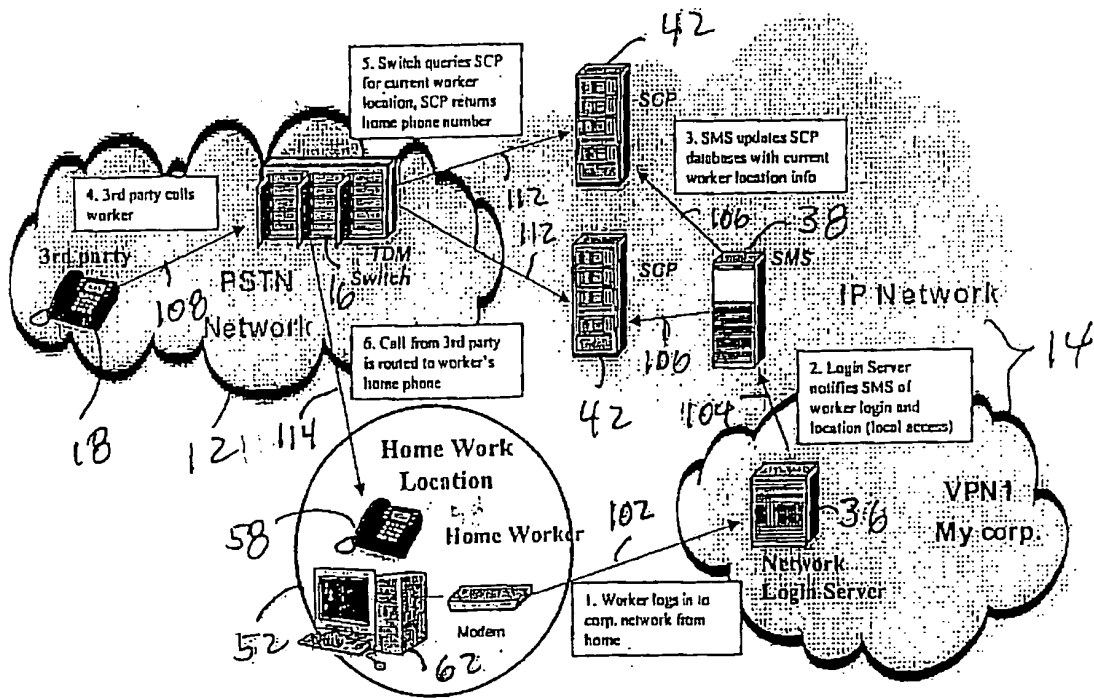 42
5. Switch queries SCP
for current worker
location, SCP returns
home phone number
SCP
3. SMS updates SCP
databases with current
worker location info
4. 3rd party calls
worker
112
106
38
3rd party
TDM
Switch
112
SCP
SMS
16
PSTN
Network
108
IP Network
6. Call from 3rd party
is routed to worker's
home phone
106
14
2. Login Server
notifies SMS of
worker login and
location (local access)
104
18
121
114
42
Home Work
Location
VPN1
My corp.
36
58
Home Worker
102
Network
Login Server
1. Worker logs in to
corp. network from
home
52
Modem
62